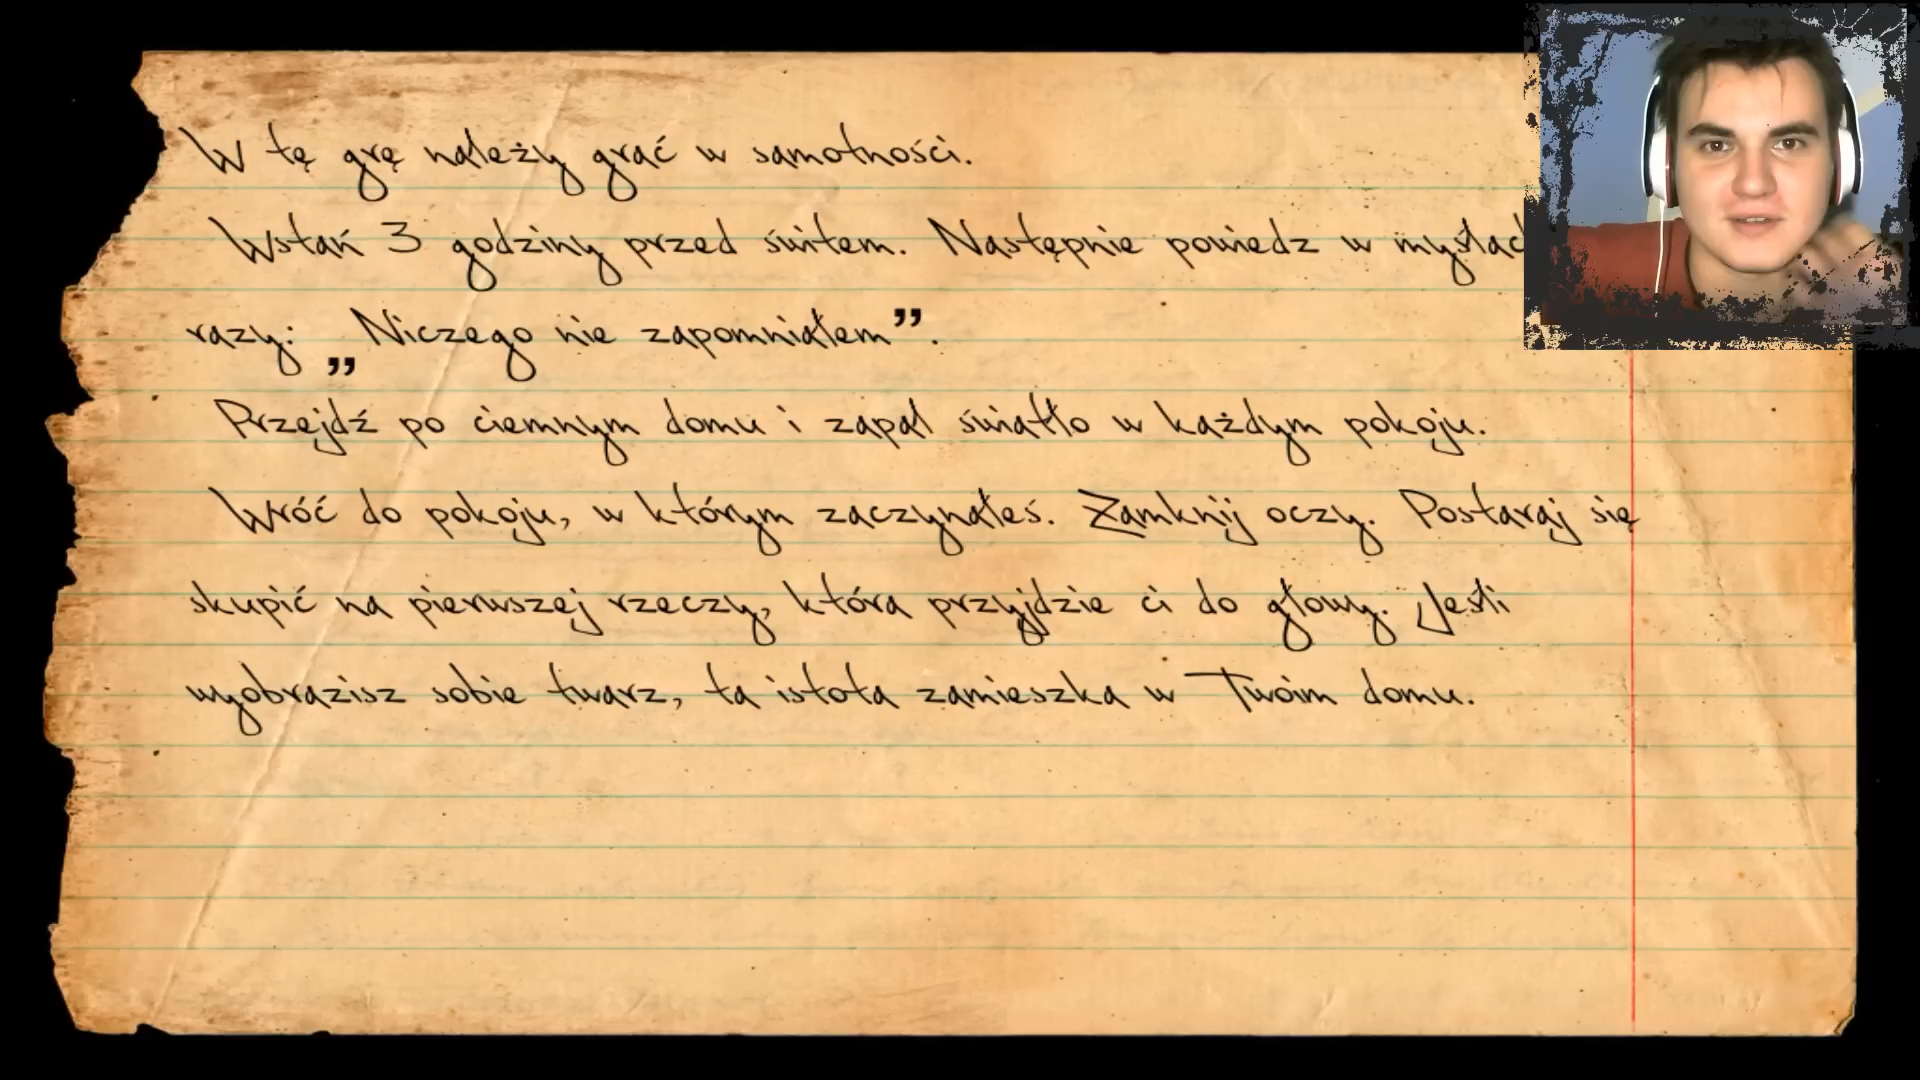 W tę grę należy grać w samotności.
Wstań 3 godziny przed świtem. Następnie powiedz w
razy: „Niczego nie zapomniałem”.
Przejdź po ciemnym domu i zapal światło w każdym pokoju.
Wróć do pokoju, w którym zaczynałeś. Zamknij oczy. Postaraj się
skupić na pierwszej rzeczy, która przyjdzie ci do głowy. Jeśli
wyobrazisz sobie twarz, ta istota zamieszka w Twoim domu.